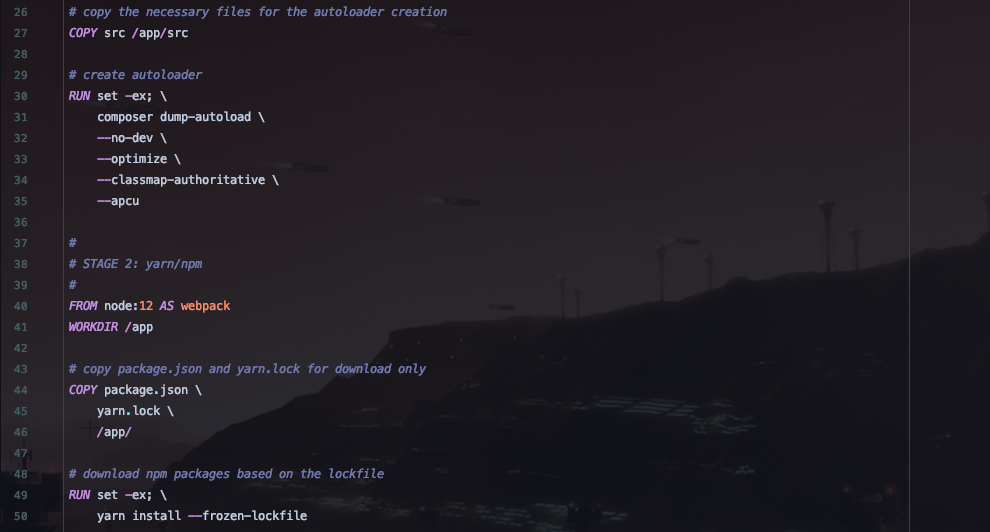 26 # copy the necessary files for the autoloader creation
27 COPY src /app/src
28
29 # create autoloader
30 RUN set -ex; \
31     composer dump-autoload \
32     --no-dev \
33     --optimize \
34     --classmap-authoritative \
35     --apcu
36
37 #
38 # STAGE 2: yarn/npm
39 #
40 FROM node:12 AS webpack
41 WORKDIR /app
42
43 # copy package.json and yarn.lock for download only
44 COPY package.json \
45     yarn.lock \
46     /app/
47
48 # download npm packages based on the lockfile
49 RUN set -ex; \
50     yarn install --frozen-lockfile